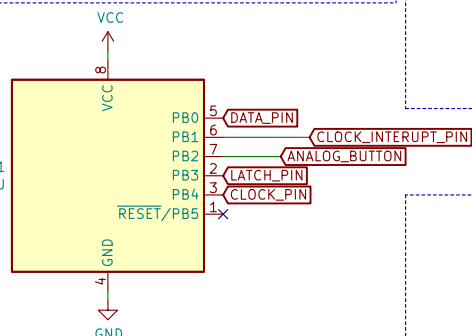 VCC
8
VCC
PB0 5 DATA_PIN
PB1 6 CLOCK_INTERUPT_PIN
PB2 7 ANALOG_BUTTON
PB3 2 LATCH_PIN
PB4 3 CLOCK_PIN
RESET/PB5 1
GND
4
GND